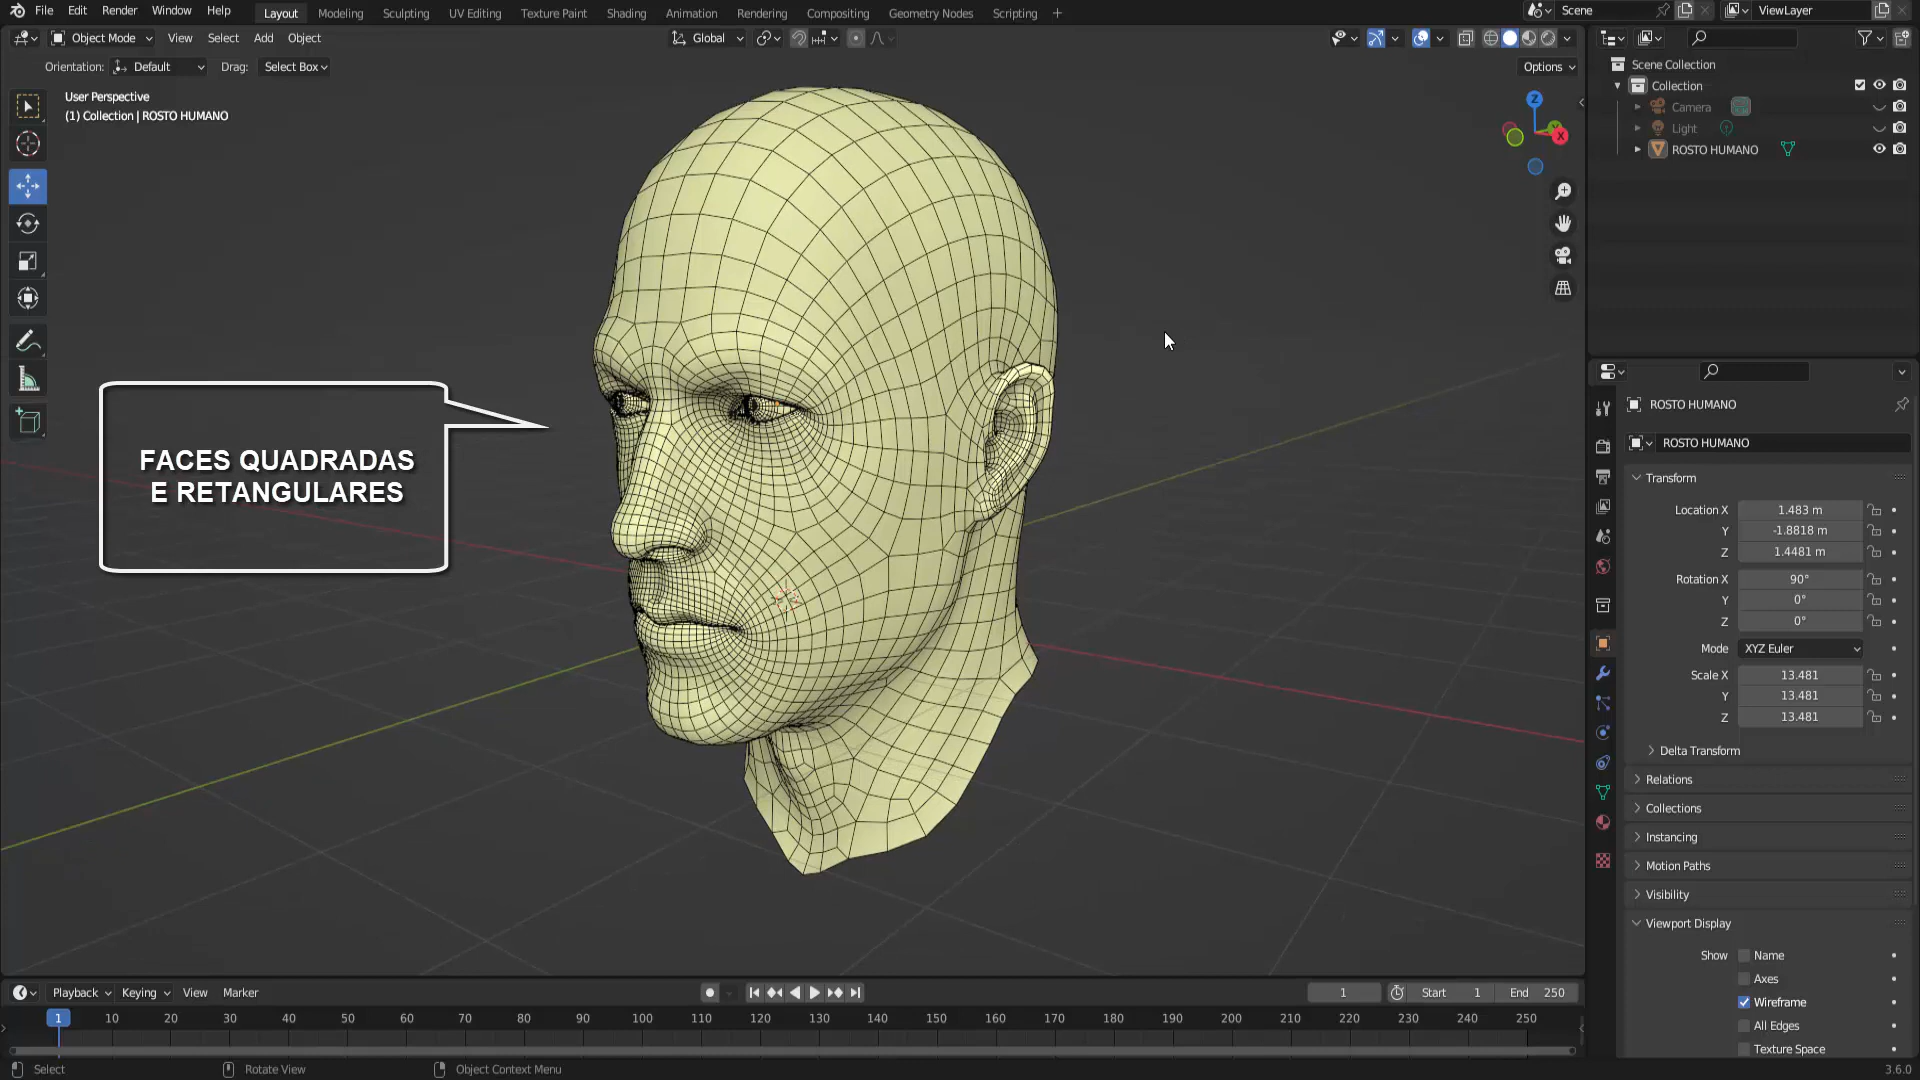 File Edit Render Window Help Layout Modeling Sculpting UV Editing Texture Paint Shading Animation Rendering Compositing Geometry Nodes Scripting + Scene ViewLayer
Object Mode View Select Add Object Global
Orientation: Default Drag: Select Box Options
User Perspective
(1) Collection | ROSTO HUMANO
Z
Y
X
FACES QUADRADAS
E RETANGULARES
Scene Collection
Collection
Camera
Light
ROSTO HUMANO
ROSTO HUMANO
ROSTO HUMANO
Transform
Location X 1.483 m
Y -1.8818 m
Z 1.4481 m
Rotation X 90°
Y 0°
Z 0°
Mode XYZ Euler
Scale X 13.481
Y 13.481
Z 13.481
Delta Transform
Relations
Collections
Instancing
Motion Paths
Visibility
Viewport Display
Show Name
Axes
Wireframe
All Edges
Texture Space
Playback Keying View Marker 1 Start 1 End 250
1 10 20 30 40 50 60 70 80 90 100 110 120 130 140 150 160 170 180 190 200 210 220 230 240 250
Select Rotate View Object Context Menu 3.6.0